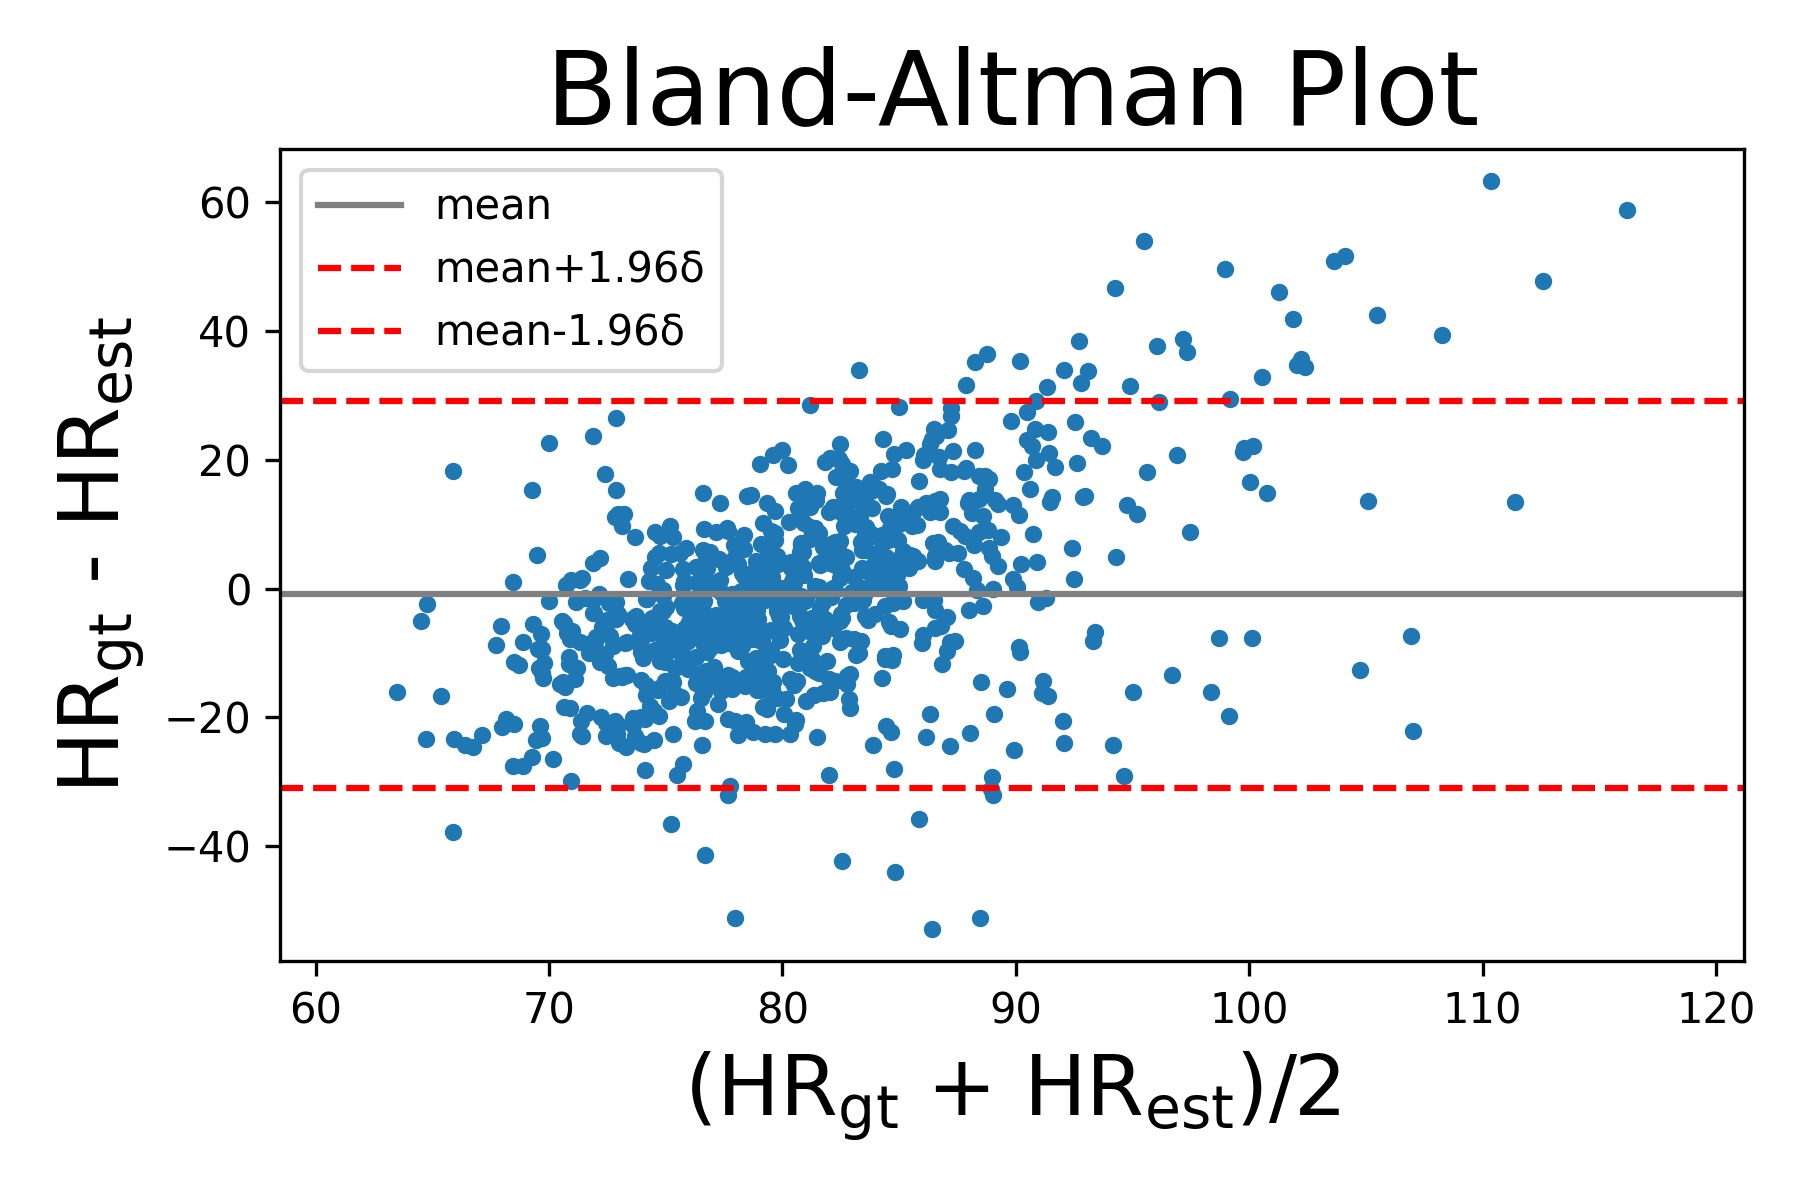 Bland-Altman Plot
mean
mean+1.96δ
mean-1.96δ
HRgt - HRest
60
40
20
0
−20
−40
60 70 80 90 100 110 120
(HRgt + HRest)/2